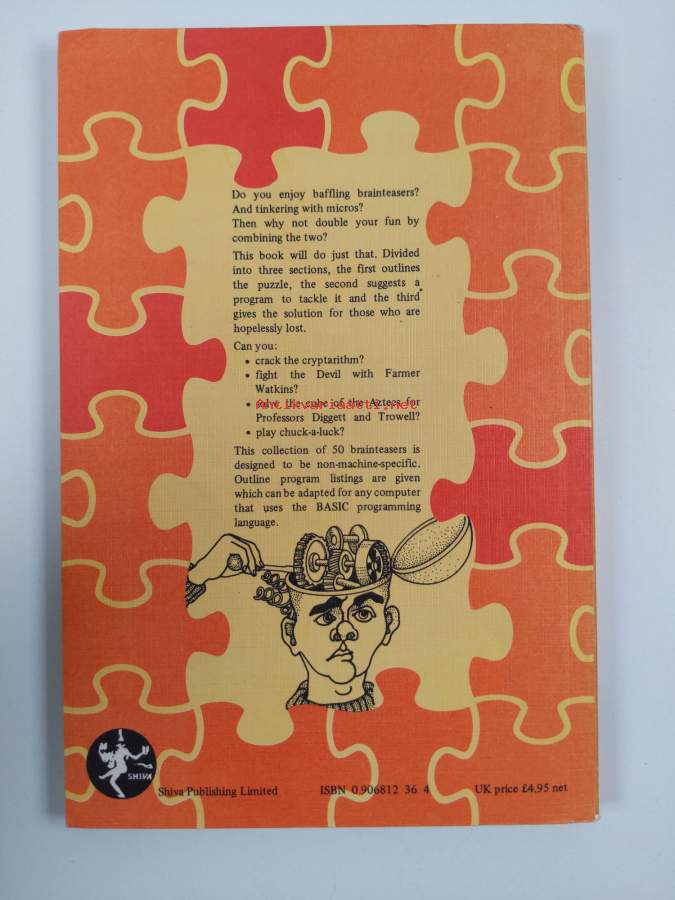 Do you enjoy baffling brainteasers?
And tinkering with micros?
Then why not double your fun by
combining the two?
This book will do just that. Divided
into three sections, the first outlines
the puzzle, the second suggests a
program to tackle it and the third
gives the solution for those who are
hopelessly lost.
Can you:
• crack the cryptarithm?
• fight the Devil with Farmer
Watkins?
• solve the cube of the Aztecs for
Professors Diggett and Trowell?
• play chuck-a-luck?
This collection of 50 brainteasers is
designed to be non-machine-specific.
Outline program listings are given
which can be adapted for any computer
that uses the BASIC programming
language.
Antikvariaatti.net
SHIVA
Shiva Publishing Limited ISBN 0 906812 36 4 UK price £4.95 net